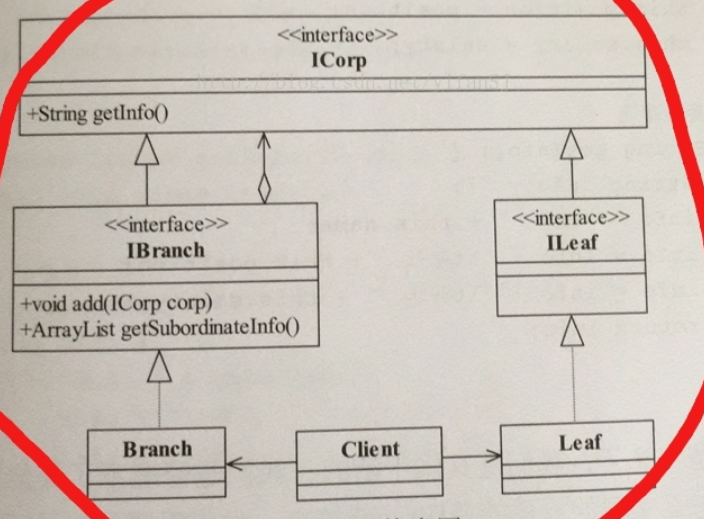 <<interface>>
ICorp
+String getInfo()
<<interface>>
IBranch
+void add(ICorp corp)
+ArrayList getSubordinateInfo()
<<interface>>
ILeaf
Branch
Client
Leaf